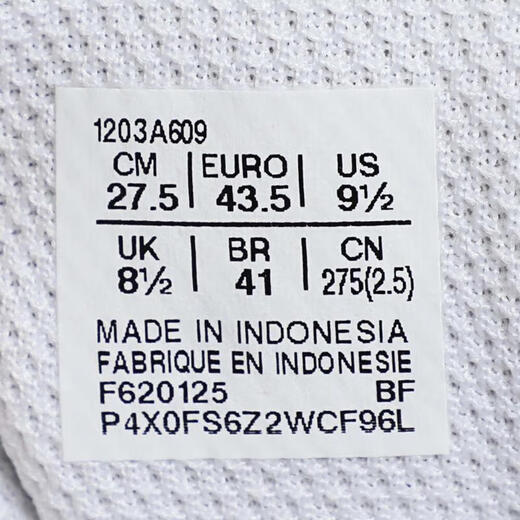 1203A609
CM | EURO | US
27.5 | 43.5 | 9½
UK | BR | CN
8½ | 41 | 275(2.5)
MADE IN INDONESIA
FABRIQUE EN INDONESIE
F620125 BF
P4X0FS6Z2WCF96L